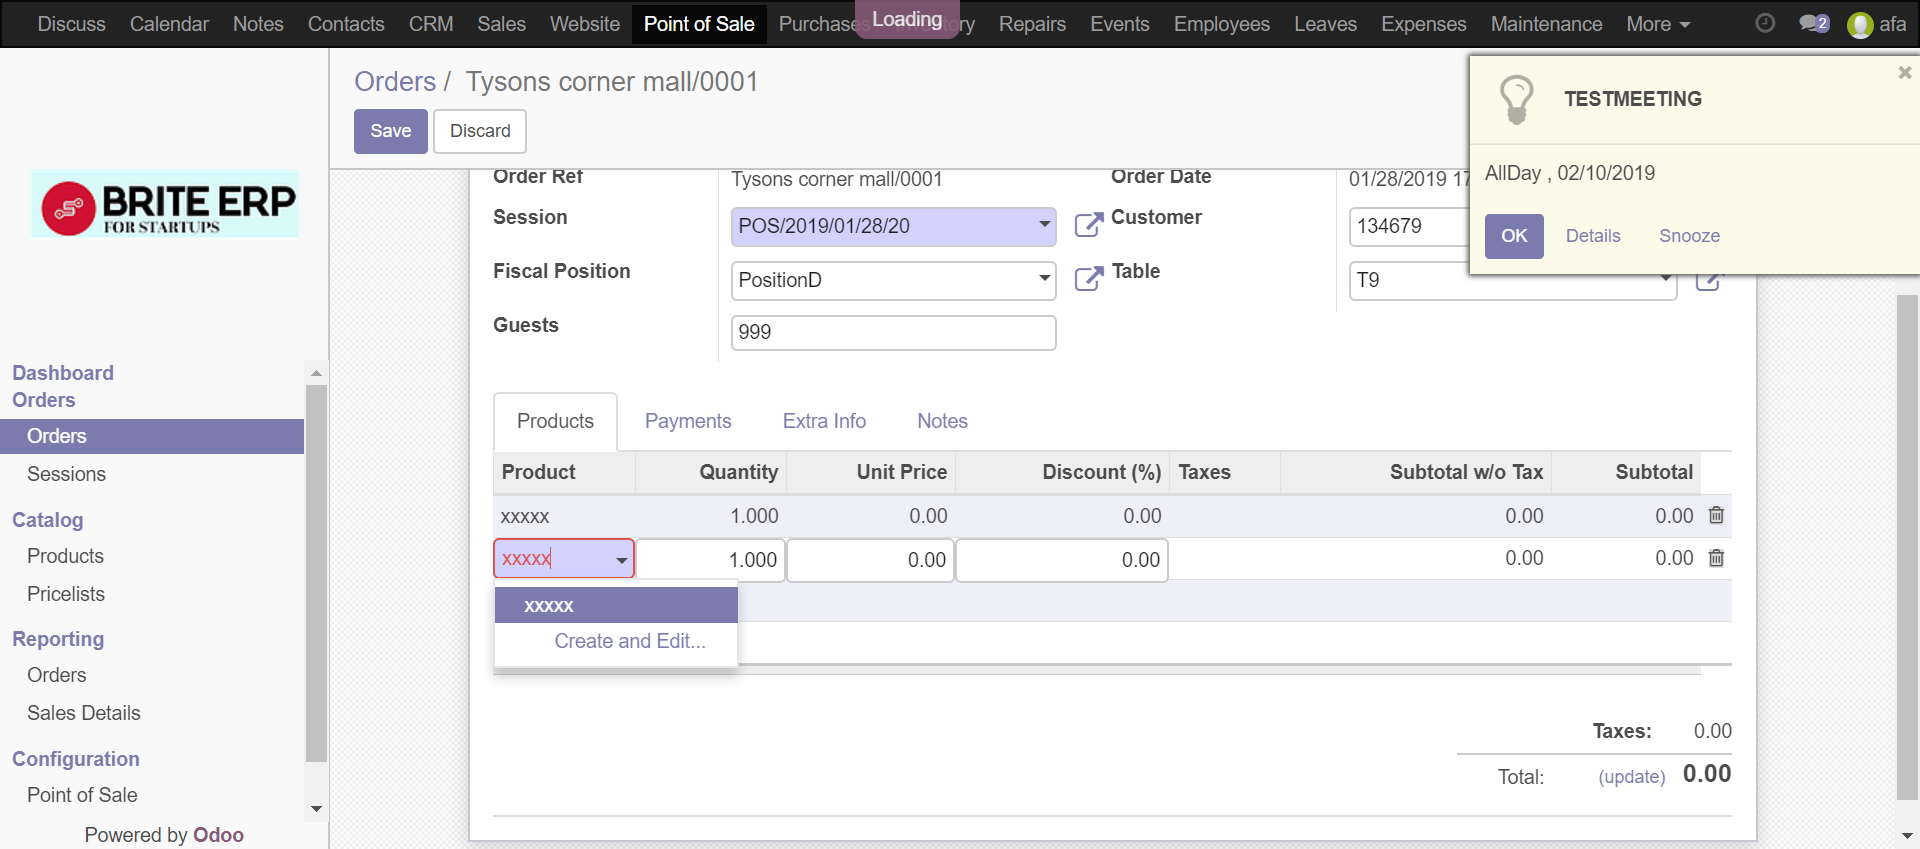 Discuss Calendar Notes Contacts CRM Sales Website Point of Sale Purchases Loading Repairs Events Employees Leaves Expenses Maintenance More 2 afa
Orders / Tysons corner mall/0001
Save Discard
TESTMEETING
AllDay , 02/10/2019
OK Details Snooze
BRITE ERP
FOR STARTUPS
Dashboard
Orders
Orders
Sessions
Catalog
Products
Pricelists
Reporting
Orders
Sales Details
Configuration
Point of Sale
Powered by Odoo
Order Ref Tysons corner mall/0001 Order Date 01/28/2019 17
Session POS/2019/01/28/20 Customer 134679
Fiscal Position PositionD Table T9
Guests 999
Products Payments Extra Info Notes
Product Quantity Unit Price Discount (%) Taxes Subtotal w/o Tax Subtotal
xxxxx 1.000 0.00 0.00 0.00 0.00
xxxxx 1.000 0.00 0.00 0.00 0.00
xxxxx
Create and Edit...
Taxes: 0.00
Total: (update) 0.00